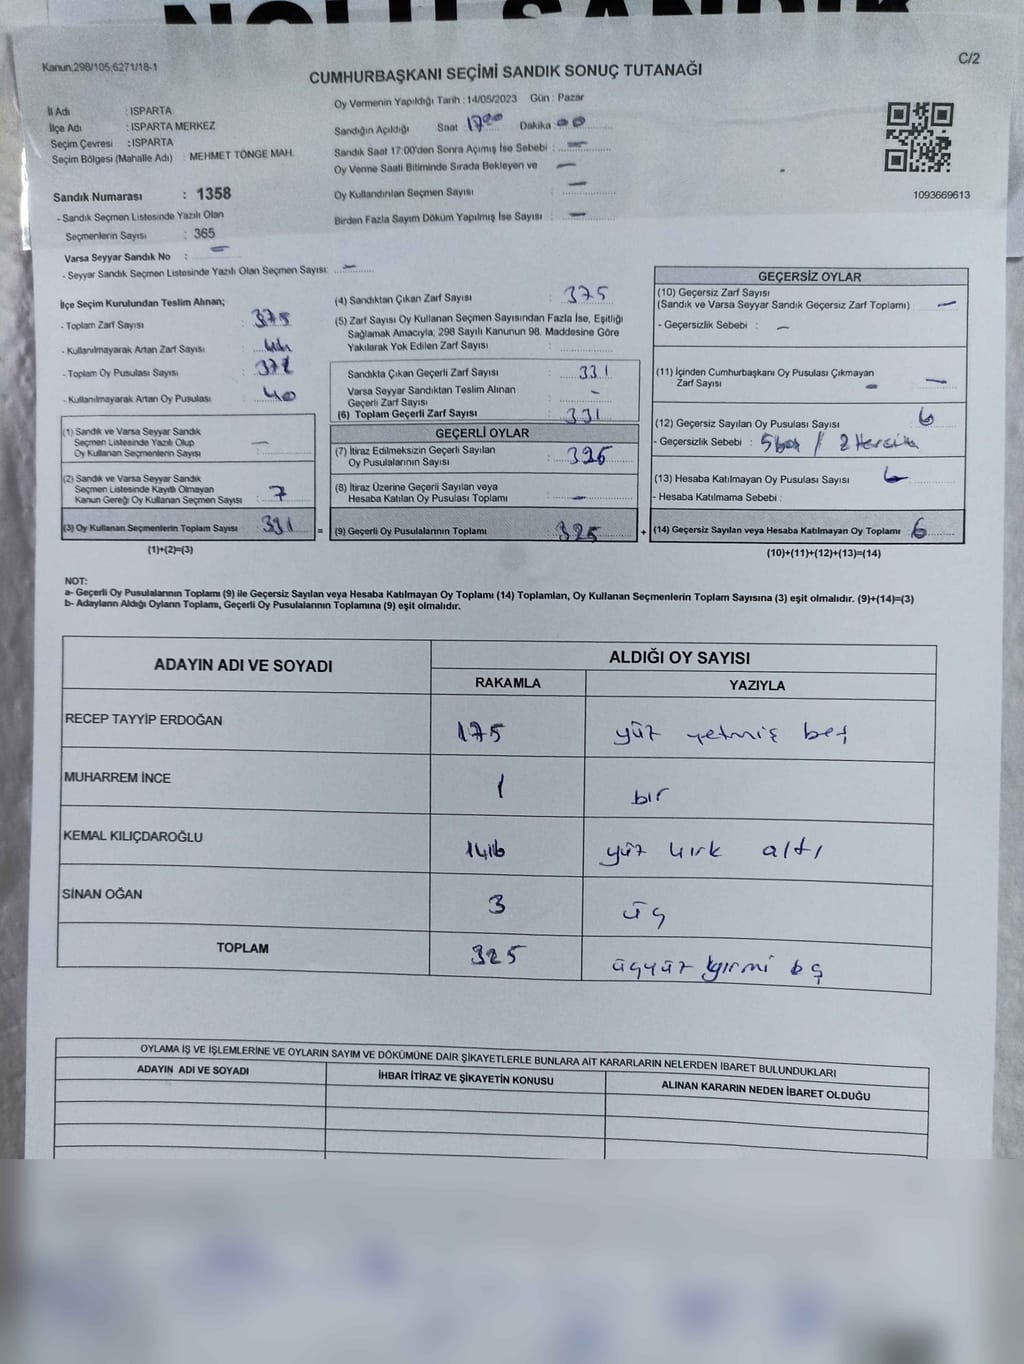 Kanun,298/105,6271/18-1
C/2
CUMHURBAŞKANI SEÇİMİ SANDIK SONUÇ TUTANAĞI
İl Adı : ISPARTA
İlçe Adı : ISPARTA MERKEZ
Seçim Çevresi : ISPARTA
Seçim Bölgesi (Mahalle Adı) : MEHMET TÖNGE MAH.
Oy Vermenin Yapıldığı Tarih : 14/05/2023 Gün : Pazar
Sandığın Açıldığı Saat 17 00 Dakika 00
Sandık Saat 17:00'den Sonra Açımış İse Sebebi : —
Oy Verme Saati Bitiminde Sırada Bekleyen ve —
Oy Kullandırılan Seçmen Sayısı —
Birden Fazla Sayım Döküm Yapılmış İse Sayısı —
1093669613
Sandık Numarası : 1358
- Sandık Seçmen Listesinde Yazılı Olan
Seçmenlerin Sayısı : 365
Varsa Seyyar Sandık No : —
- Seyyar Sandık Seçmen Listesinde Yazılı Olan Seçmen Sayısı: —
İlçe Seçim Kurulundan Teslim Alınan;
- Toplam Zarf Sayısı : 375
- Kullanılmayarak Artan Zarf Sayısı : 44
- Toplam Oy Pusulası Sayısı : 372
- Kullanılmayarak Artan Oy Pusulası : 40
(1) Sandık ve Varsa Seyyar Sandık
Seçmen Listesinde Yazılı Olup
Oy Kullanan Seçmenlerin Sayısı : —
(2) Sandık ve Varsa Seyyar Sandık
Seçmen Listesinde Kayıtlı Olmayan
Kanun Gereği Oy Kullanan Seçmen Sayısı : 7
(3) Oy Kullanan Seçmenlerin Toplam Sayısı : 331 =
(1)+(2)=(3)
(4) Sandıktan Çıkan Zarf Sayısı : 375
(5) Zarf Sayısı Oy Kullanan Seçmen Sayısından Fazla İse, Eşitliği
Sağlamak Amacıyla; 298 Sayılı Kanunun 98. Maddesine Göre
Yakılarak Yok Edilen Zarf Sayısı :
Sandıkta Çıkan Geçerli Zarf Sayısı : 331
Varsa Seyyar Sandıktan Teslim Alınan
Geçerli Zarf Sayısı : -
(6) Toplam Geçerli Zarf Sayısı : 331
GEÇERLİ OYLAR
(7) İtiraz Edilmeksizin Geçerli Sayılan
Oy Pusulalarının Sayısı : 325
(8) İtiraz Üzerine Geçerli Sayılan veya
Hesaba Katılan Oy Pusulası Toplamı : —
(9) Geçerli Oy Pusulalarının Toplamı : 325 +
GEÇERSİZ OYLAR
(10) Geçersiz Zarf Sayısı
(Sandık ve Varsa Seyyar Sandık Geçersiz Zarf Toplamı) —
- Geçersizlik Sebebi : —
(11) İçinden Cumhurbaşkanı Oy Pusulası Çıkmayan
Zarf Sayısı —
(12) Geçersiz Sayılan Oy Pusulası Sayısı 6
- Geçersizlik Sebebi :
(13) Hesaba Katılmayan Oy Pusulası Sayısı
- Hesaba Katılmama Sebebi :
(14) Geçersiz Sayılan veya Hesaba Katılmayan Oy Toplamı 6
(10)+(11)+(12)+(13)=(14)
NOT:
a- Geçerli Oy Pusulalarının Toplamı (9) ile Geçersiz Sayılan veya Hesaba Katılmayan Oy Toplamı (14) Toplamları, Oy Kullanan Seçmenlerin Toplam Sayısına (3) eşit olmalıdır. (9)+(14)=(3)
b- Adayların Aldığı Oyların Toplamı, Geçerli Oy Pusulalarının Toplamına (9) eşit olmalıdır.
ADAYIN ADI VE SOYADI
ALDIĞI OY SAYISI
RAKAMLA YAZIYLA
RECEP TAYYİP ERDOĞAN 175 yüz yetmiş beş
MUHARREM İNCE 1 bir
KEMAL KILIÇDAROĞLU 146 yüz kırk altı
SİNAN OĞAN 3 üç
TOPLAM 325 üçyüz yirmi bş
OYLAMA İŞ VE İŞLEMLERİNE VE OYLARIN SAYIM VE DÖKÜMÜNE DAİR ŞİKAYETLERLE BUNLARA AİT KARARLARIN NELERDEN İBARET BULUNDUKLARI
ADAYIN ADI VE SOYADI İHBAR İTİRAZ VE ŞİKAYETİN KONUSU ALINAN KARARIN NEDEN İBARET OLDUĞU